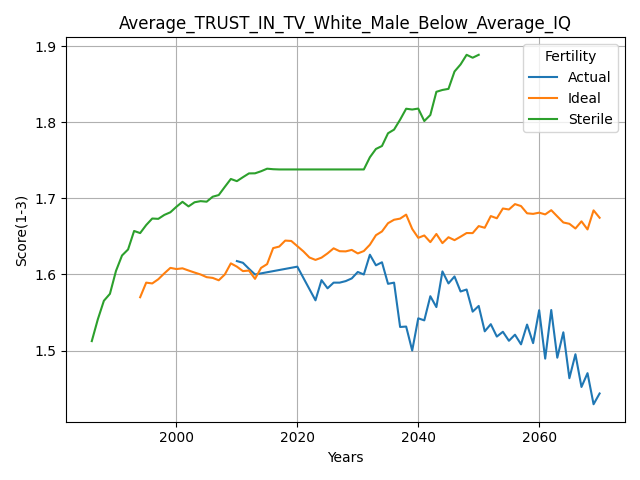 Average_TRUST_IN_TV_White_Male_Below_Average_IQ
Fertility
Actual
Ideal
Sterile
Score(1-3)
1.9
1.8
1.7
1.6
1.5
2000 2020 2040 2060
Years